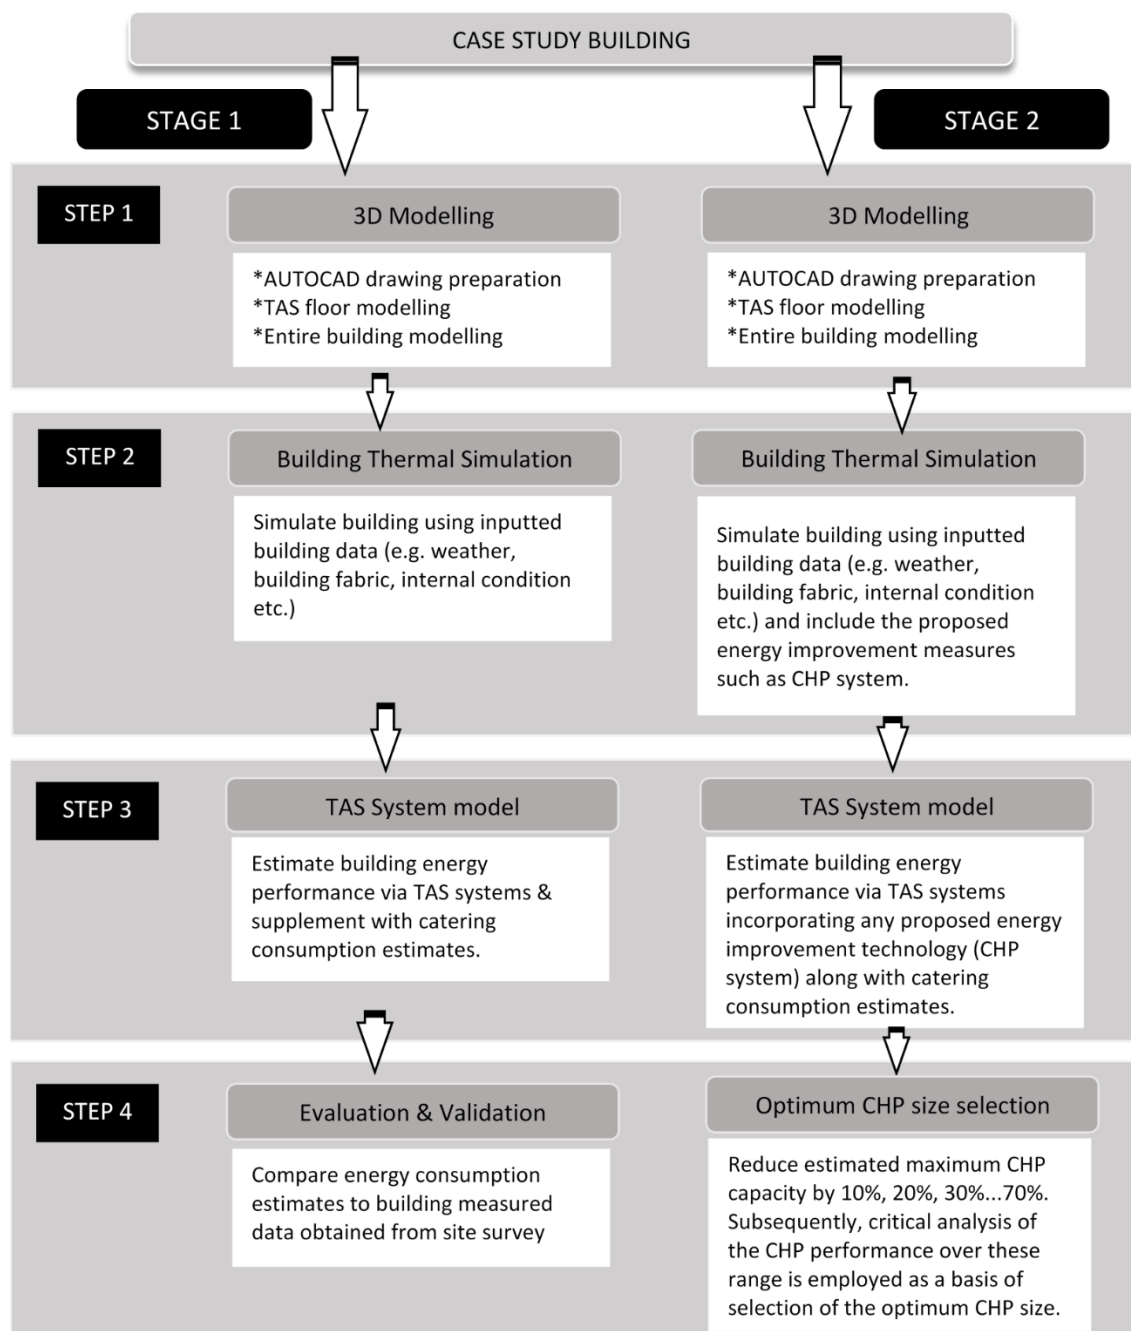 CASE STUDY BUILDING
STAGE 1
STAGE 2
STEP 1
3D Modelling
*AUTOCAD drawing preparation
*TAS floor modelling
*Entire building modelling
3D Modelling
*AUTOCAD drawing preparation
*TAS floor modelling
*Entire building modelling
STEP 2
Building Thermal Simulation
Simulate building using inputted
building data (e.g. weather,
building fabric, internal condition
etc.)
Building Thermal Simulation
Simulate building using inputted
building data (e.g. weather,
building fabric, internal condition
etc.) and include the proposed
energy improvement measures
such as CHP system.
STEP 3
TAS System model
Estimate building energy
performance via TAS systems &
supplement with catering
consumption estimates.
TAS System model
Estimate building energy
performance via TAS systems
incorporating any proposed energy
improvement technology (CHP
system) along with catering
consumption estimates.
STEP 4
Evaluation & Validation
Compare energy consumption
estimates to building measured
data obtained from site survey
Optimum CHP size selection
Reduce estimated maximum CHP
capacity by 10%, 20%, 30%...70%.
Subsequently, critical analysis of
the CHP performance over these
range is employed as a basis of
selection of the optimum CHP size.